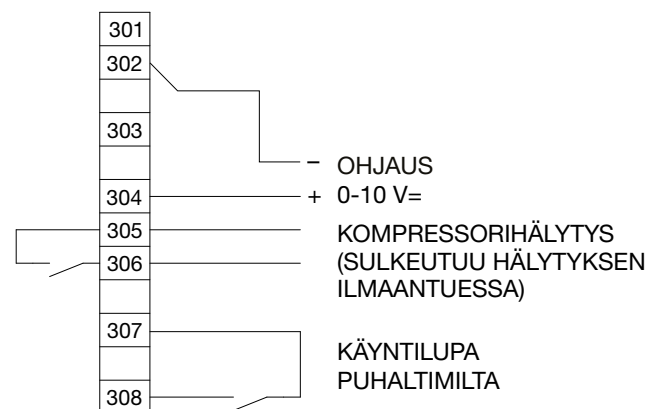 301
302
303
– OHJAUS
304 + 0-10 V=
305 KOMPRESSORIHÄLYTYS
306 (SULKEUTUU HÄLYTYKSEN
ILMAANTUESSA)
307
KÄYNTILUPA
PUHALTIMILTA
308